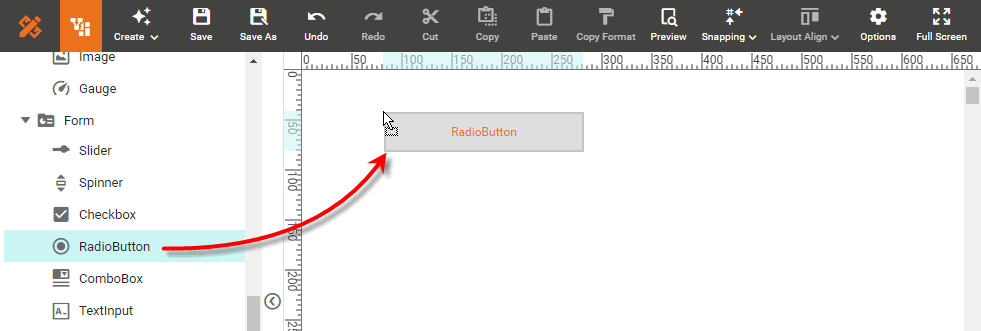 Create
Save
Save As
Undo
Redo
Cut
Copy
Paste
Copy Format
Preview
Snapping
Layout Align
Options
Full Screen
Image
Gauge
Form
Slider
Spinner
Checkbox
RadioButton
ComboBox
TextInput
0 50 100 150 200 250 300 350 400 450 500 550 600 650
0
50
100
150
200
RadioButton